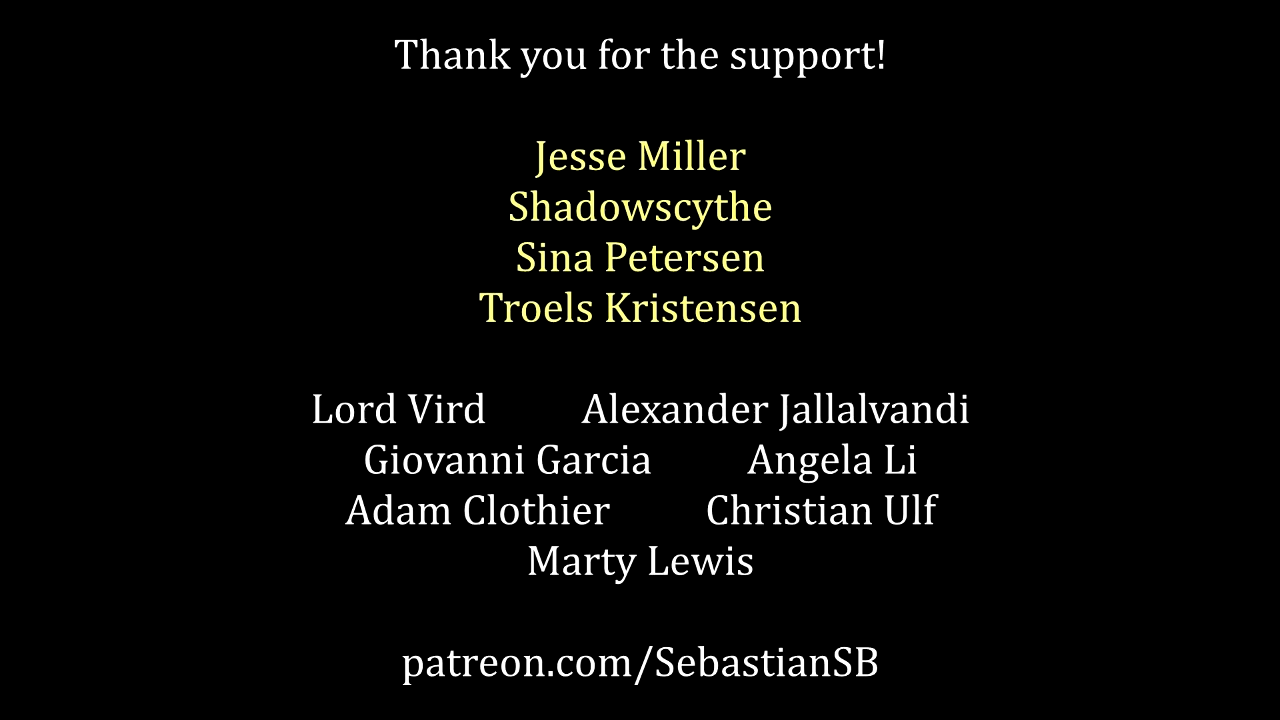 Thank you for the support!
Jesse Miller
Shadowscythe
Sina Petersen
Troels Kristensen
Lord Vird Alexander Jallalvandi
Giovanni Garcia Angela Li
Adam Clothier Christian Ulf
Marty Lewis
patreon.com/SebastianSB